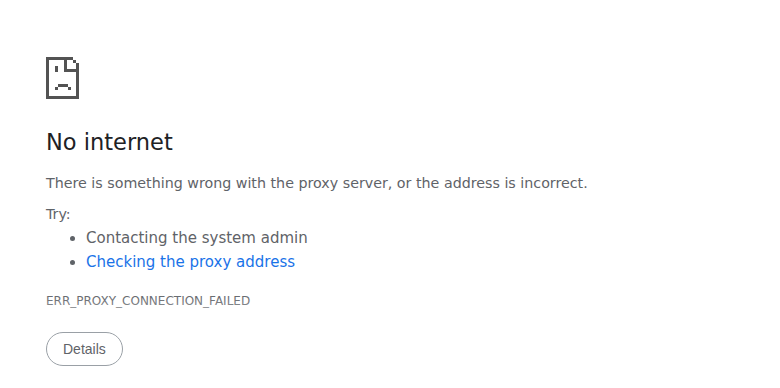 No internet
There is something wrong with the proxy server, or the address is incorrect.
Try:
• Contacting the system admin
• Checking the proxy address
ERR_PROXY_CONNECTION_FAILED
Details